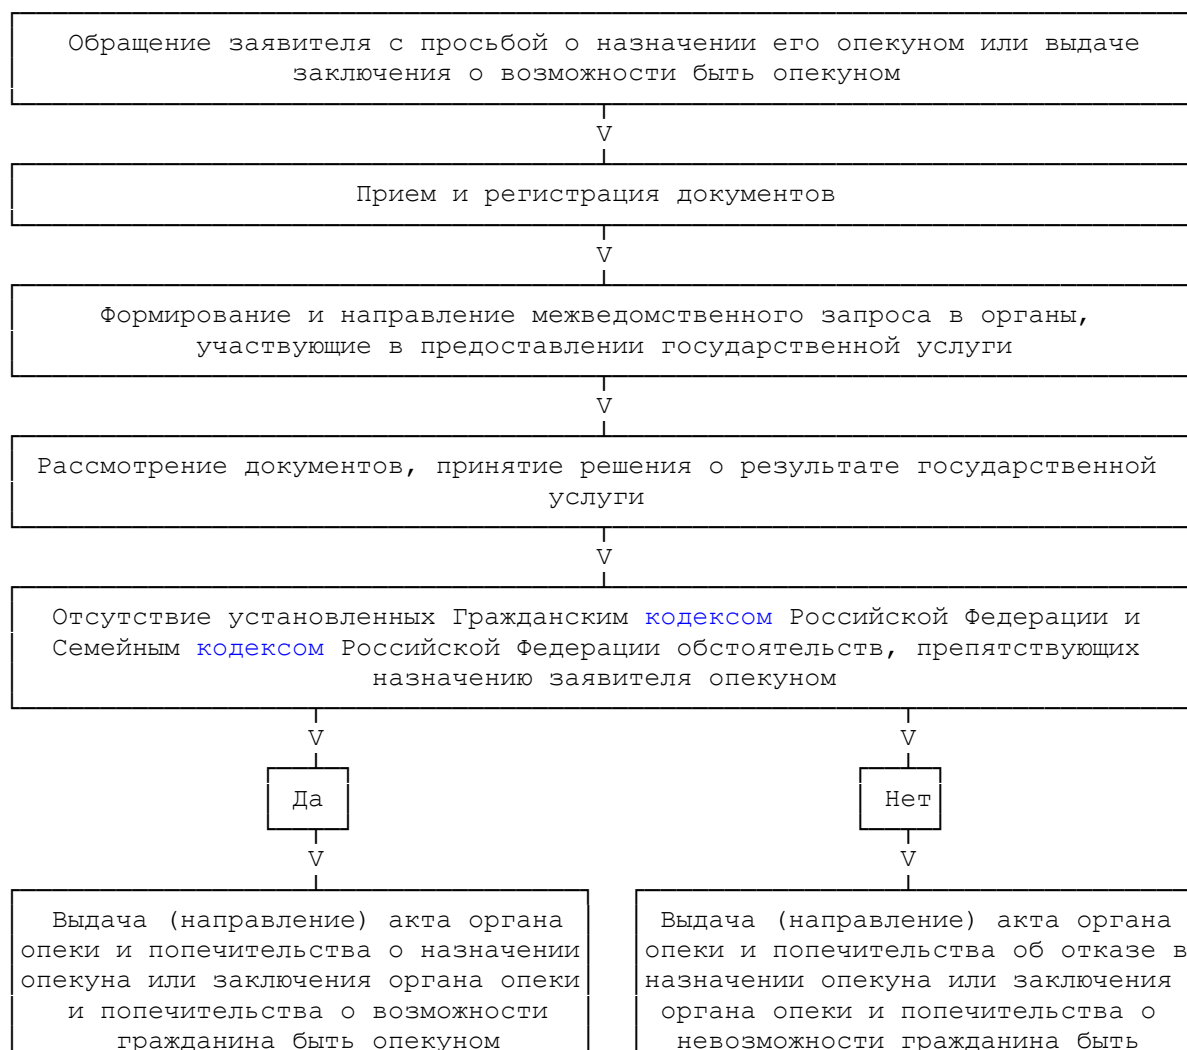 Обращение заявителя с просьбой о назначении его опекуном или выдаче
заключения о возможности быть опекуном
V
Прием и регистрация документов
V
Формирование и направление межведомственного запроса в органы,
участвующие в предоставлении государственной услуги
V
Рассмотрение документов, принятие решения о результате государственной
услуги
V
Отсутствие установленных Гражданским кодексом Российской Федерации и
Семейным кодексом Российской Федерации обстоятельств, препятствующих
назначению заявителя опекуном
V
V
Да
Нет
V
V
Выдача (направление) акта органа
опеки и попечительства о назначении
опекуна или заключения органа опеки
и попечительства о возможности
гражданина быть опекуном
Выдача (направление) акта органа
опеки и попечительства об отказе в
назначении опекуна или заключения
органа опеки и попечительства о
невозможности гражданина быть